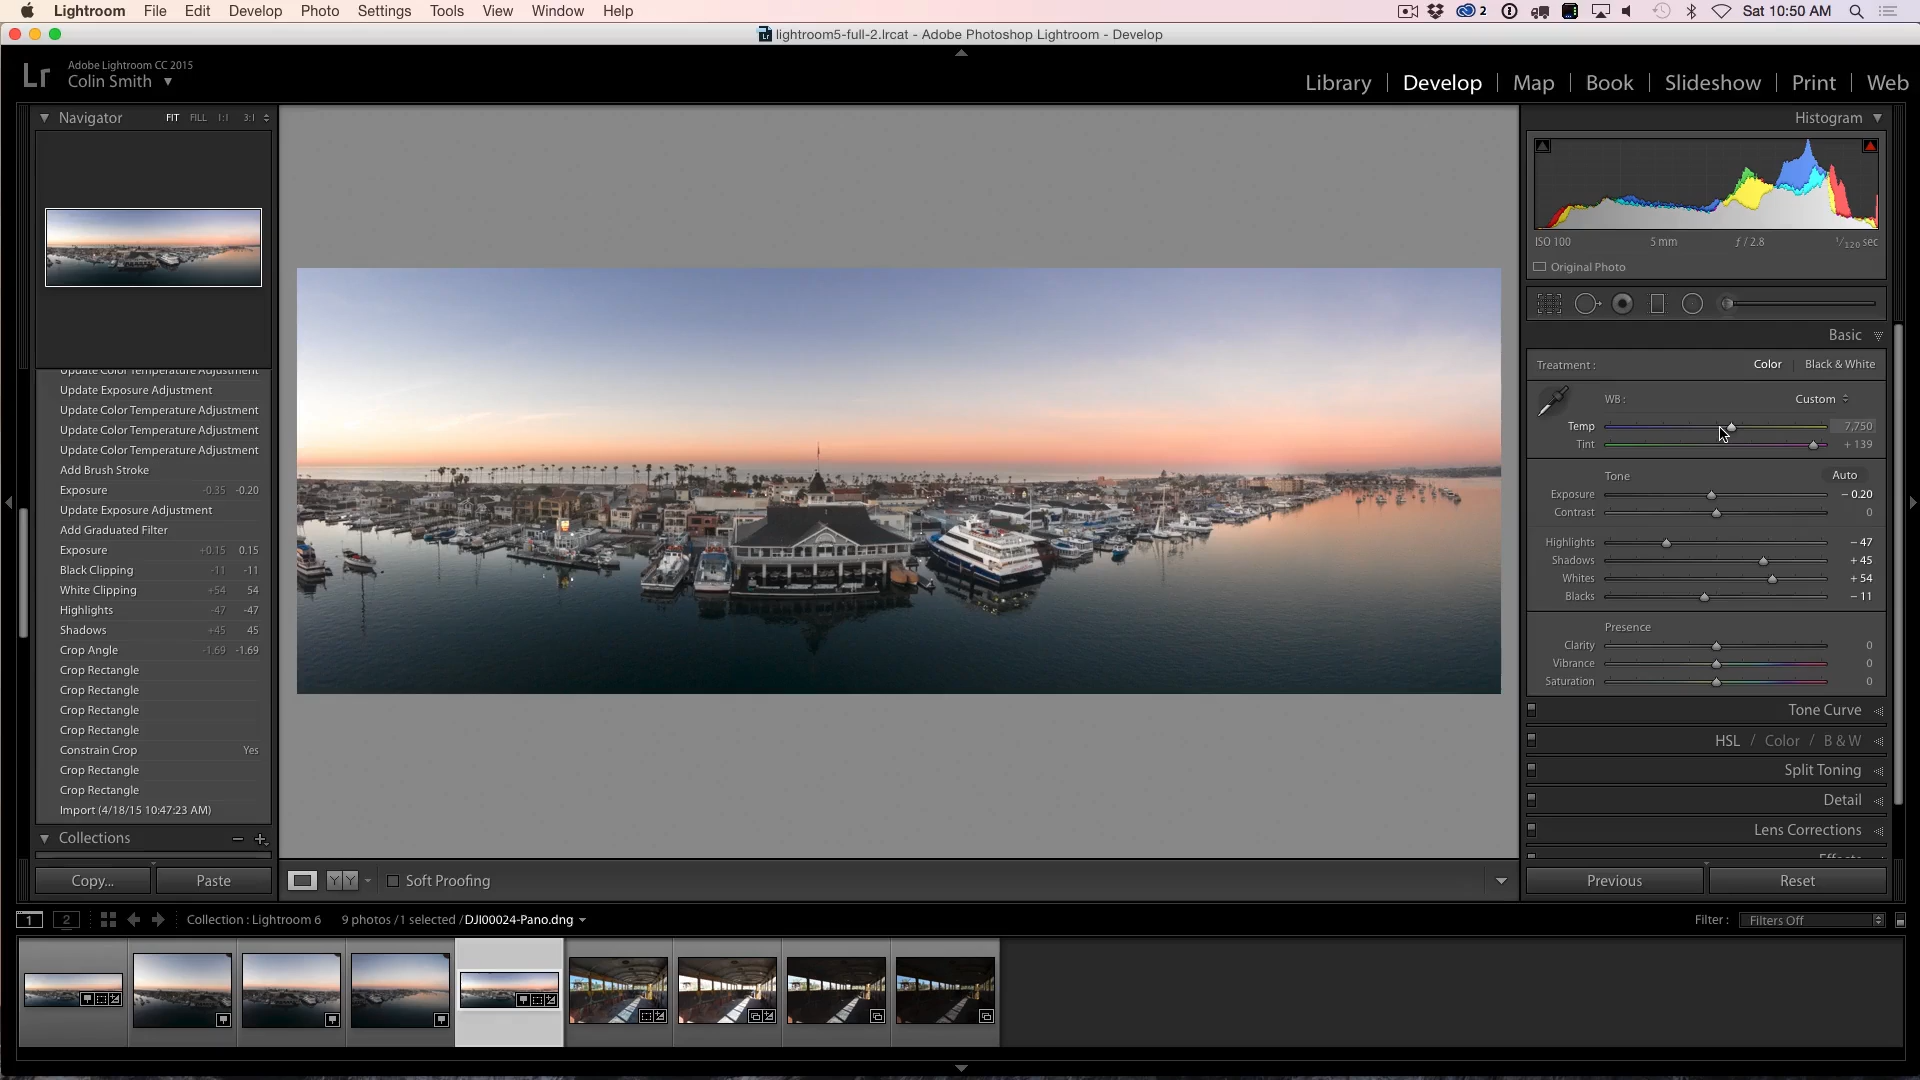 Lightroom File Edit Develop Photo Settings Tools View Window Help
2 Sat 10:50 AM
lightroom5-full-2.lrcat - Adobe Photoshop Lightroom - Develop
Lr
Adobe Lightroom CC 2015
Colin Smith
Library | Develop | Map | Book | Slideshow | Print | Web
Navigator FIT FILL 1:1 3:1
Update Color Temperature Adjustment
Update Exposure Adjustment
Update Color Temperature Adjustment
Update Color Temperature Adjustment
Update Color Temperature Adjustment
Add Brush Stroke
Exposure -0.35 -0.20
Update Exposure Adjustment
Add Graduated Filter
Exposure +0.15 0.15
Black Clipping -11 -11
White Clipping +54 54
Highlights -47 -47
Shadows +45 45
Crop Angle -1.69 -1.69
Crop Rectangle
Crop Rectangle
Crop Rectangle
Crop Rectangle
Constrain Crop Yes
Crop Rectangle
Crop Rectangle
Import (4/18/15 10:47:23 AM)
Collections
Copy... Paste
Soft Proofing
Histogram
ISO 100 5 mm ƒ / 2.8 1/120 sec
Original Photo
Basic
Treatment : Color | Black & White
WB : Custom
Temp 7,750
Tint + 139
Tone Auto
Exposure – 0.20
Contrast 0
Highlights – 47
Shadows + 45
Whites + 54
Blacks – 11
Presence
Clarity 0
Vibrance 0
Saturation 0
Tone Curve
HSL / Color / B & W
Split Toning
Detail
Lens Corrections
Effects
Previous Reset
1 2 Collection : Lightroom 6 9 photos /1 selected /DJI00024-Pano.dng
Filter : Filters Off